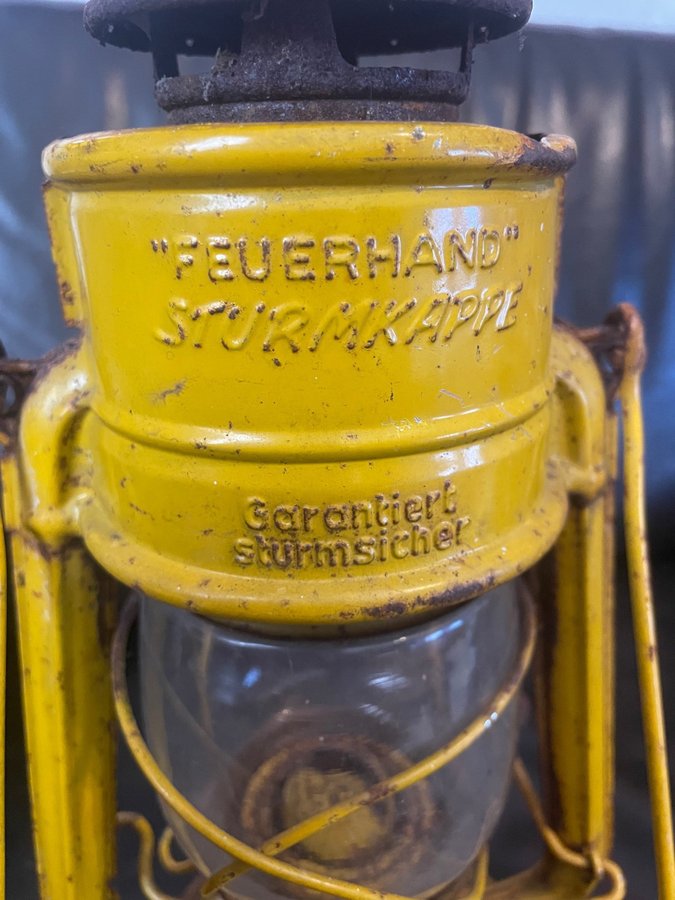 "FEUERHAND"
STURMKAPPE
Garantiert
sturmsicher